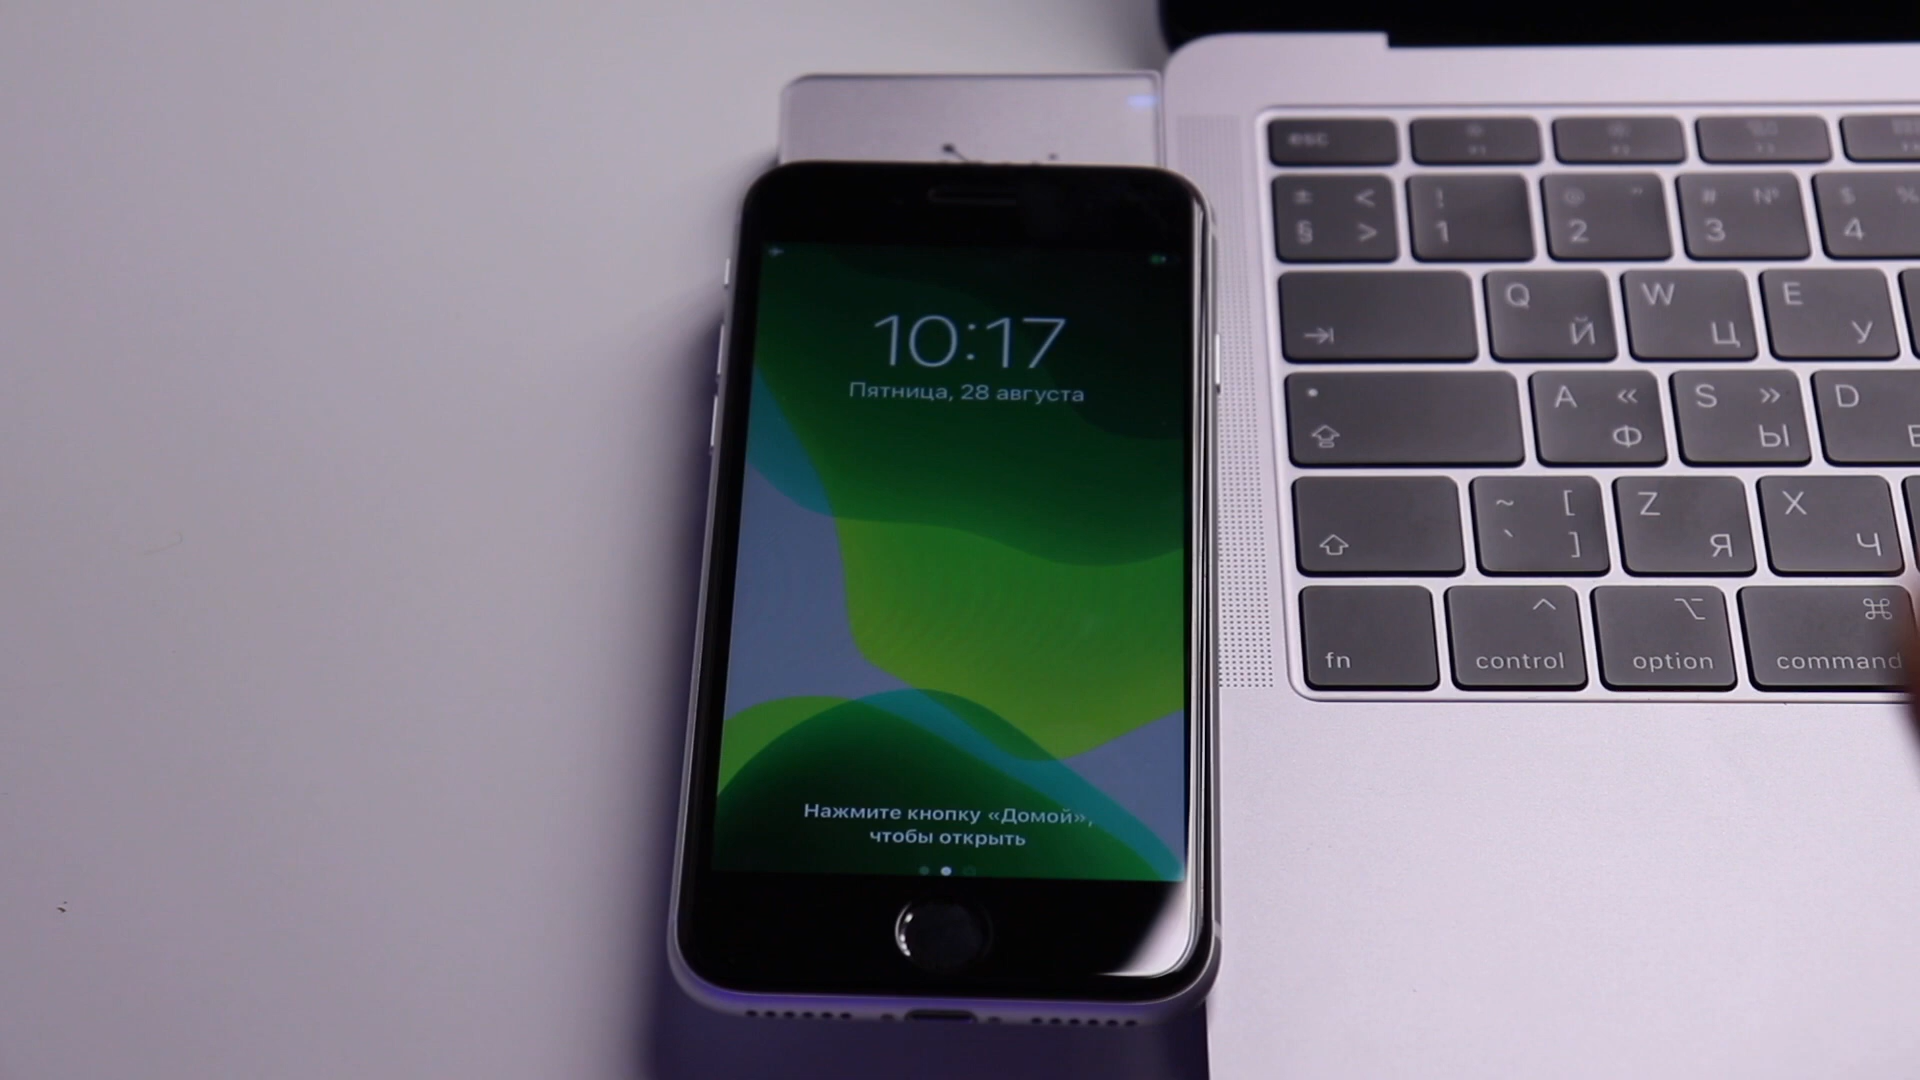 10:17
Пятница, 28 августа
Нажмите кнопку «Домой»,
чтобы открыть
esc
± <
§ >
!
1
@ "
2
# №
3
$ %
4
Q
Й
W
Ц
E
У
A «
Ф
S »
Ы
D
~ [
` ]
Z
Я
X
Ч
fn
^
control
⌥
option
⌘
command